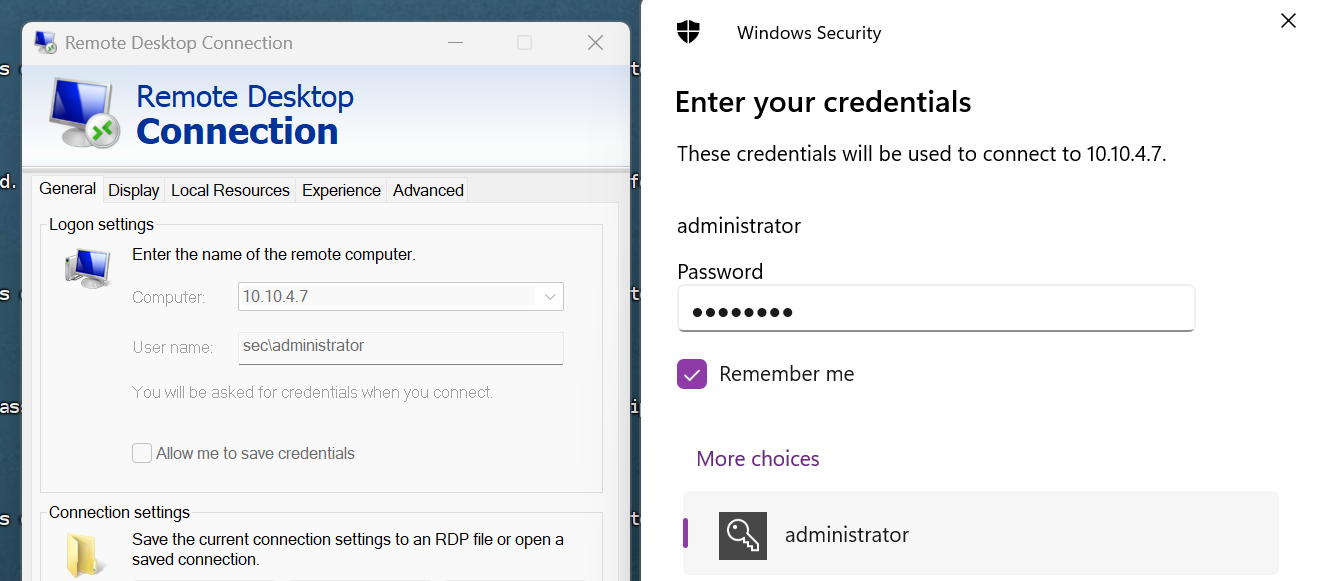 Remote Desktop Connection
Remote Desktop
Connection
General Display Local Resources Experience Advanced
Logon settings
Enter the name of the remote computer.
Computer: 10.10.4.7
User name: sec\administrator
You will be asked for credentials when you connect.
Allow me to save credentials
Connection settings
Save the current connection settings to an RDP file or open a
saved connection.
Windows Security
Enter your credentials
These credentials will be used to connect to 10.10.4.7.
administrator
Password
Remember me
More choices
administrator